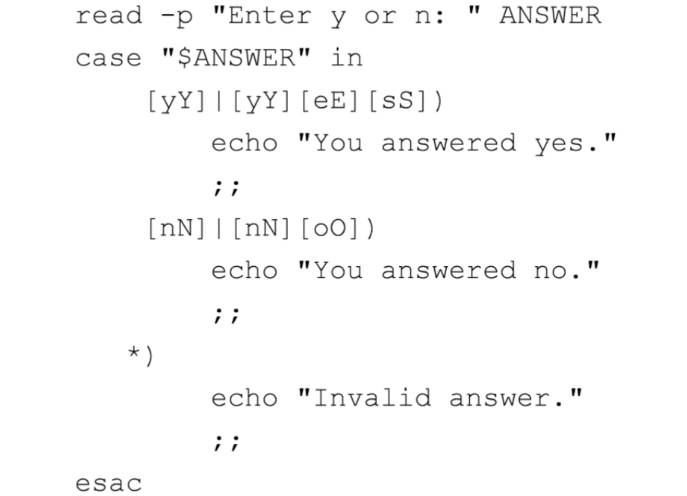 read -p "Enter y or n: " ANSWER
case "$ANSWER" in
[yY]|[yY][eE][sS])
echo "You answered yes."
;;
[nN]|[nN][oO])
echo "You answered no."
;;
*)
echo "Invalid answer."
;;
esac